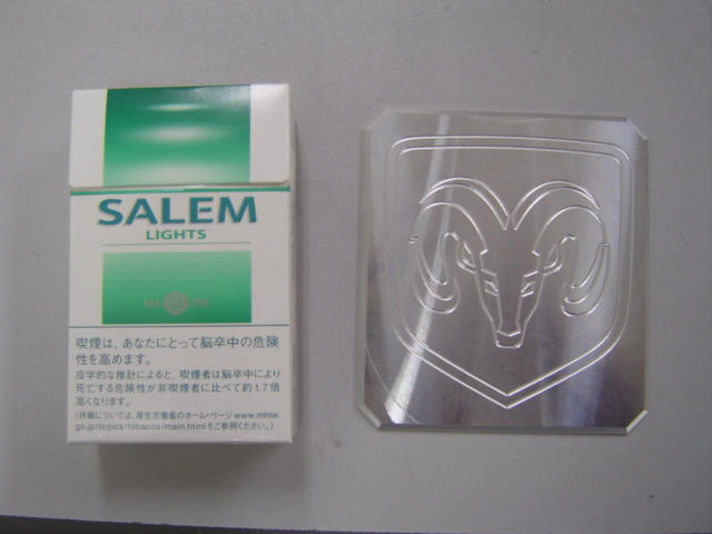 SALEM
LIGHTS
喫煙は、あなたにとって脳卒中の危険
性を高めます。
疫学的な推計によると、喫煙者は脳卒中により
死亡する危険性が非喫煙者に比べて約1.7倍
高くなります。
(詳細については、厚生労働省のホーム・ページ www.mhlw.
go.jp/topics/tobacco/main.html をご参照ください。)